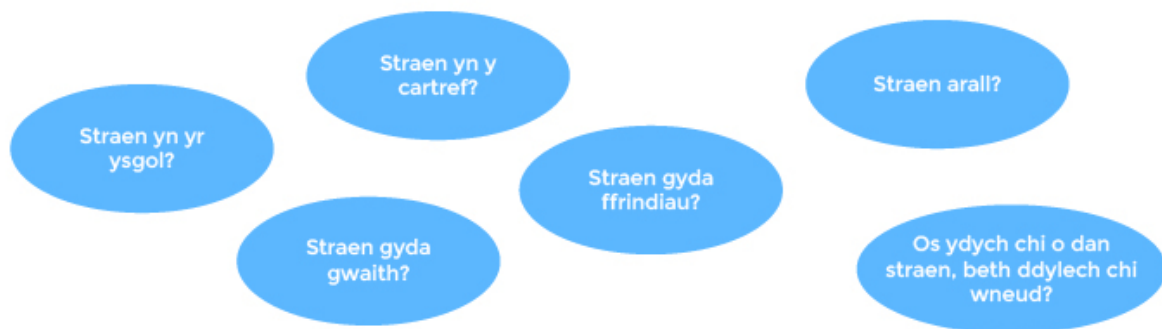 Straen yn y
cartref?
Straen arall?
Straen yn yr
ysgol?
Straen gyda
ffrindiau?
Straen gyda
gwaith?
Os ydych chi o dan
straen, beth ddylech chi
wneud?